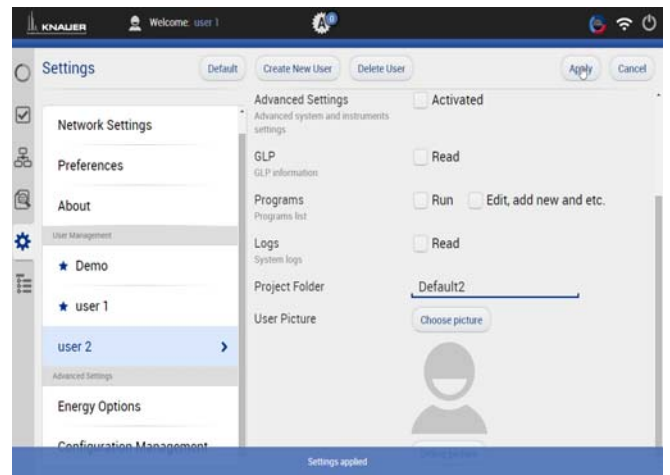 KNAUER Welcome: user 1
Settings Default Create New User Delete User Apply Cancel
Network Settings
Preferences
About
User Management
Demo
user 1
user 2
Advanced Settings
Energy Options
Configuration Management
Advanced Settings Activated
Advanced system and instruments
settings
GLP Read
GLP information
Programs Run Edit, add new and etc.
Programs list
Logs Read
System logs
Project Folder Default2
User Picture Choose picture
Settings applied